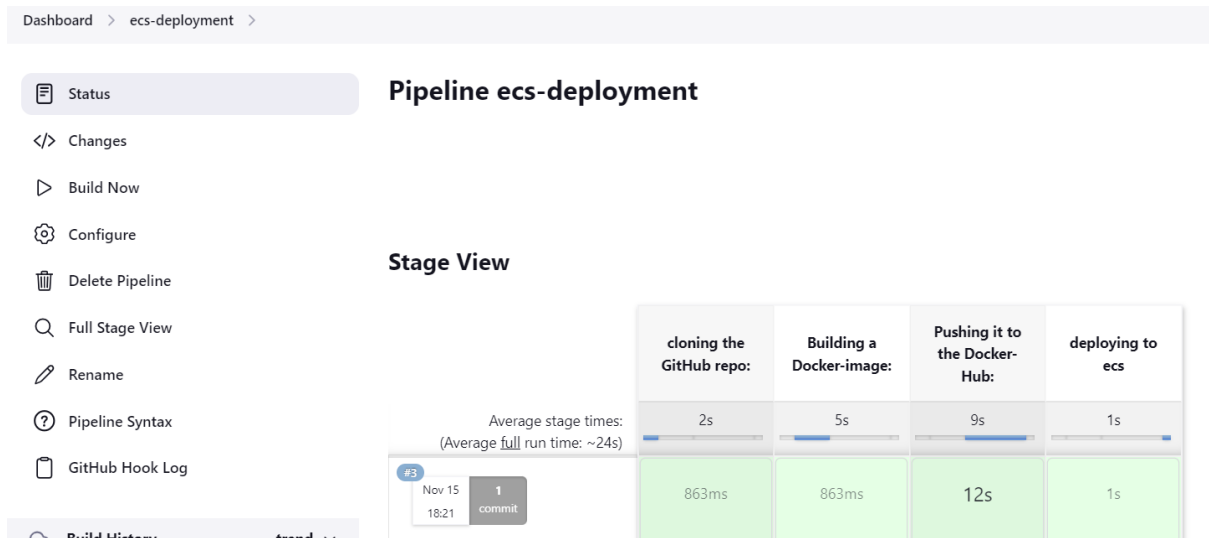 Dashboard > ecs-deployment >
Status
Changes
Build Now
Configure
Delete Pipeline
Full Stage View
Rename
Pipeline Syntax
GitHub Hook Log
Build History trend
Pipeline ecs-deployment
Stage View
cloning the
GitHub repo:
Building a
Docker-image:
Pushing it to
the Docker-
Hub:
deploying to
ecs
Average stage times:
(Average full run time: ~24s)
2s
5s
9s
1s
#3
Nov 15
18:21
1
commit
863ms
863ms
12s
1s